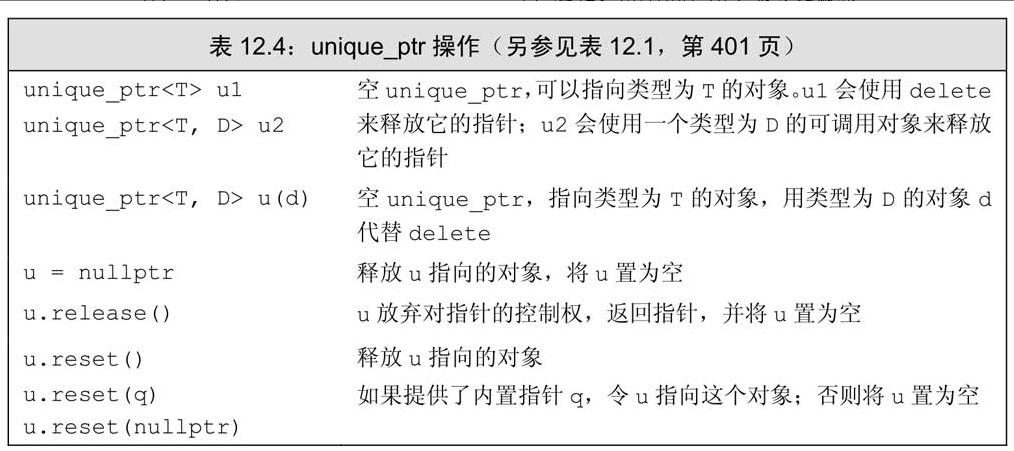 表 12.4：unique_ptr 操作（另参见表 12.1，第 401 页）
unique_ptr<T> u1 空 unique_ptr，可以指向类型为 T 的对象。u1 会使用 delete
unique_ptr<T, D> u2 来释放它的指针；u2 会使用一个类型为 D 的可调用对象来释放
它的指针
unique_ptr<T, D> u(d) 空 unique_ptr，指向类型为 T 的对象，用类型为 D 的对象 d
代替 delete
u = nullptr 释放 u 指向的对象，将 u 置为空
u.release() u 放弃对指针的控制权，返回指针，并将 u 置为空
u.reset() 释放 u 指向的对象
u.reset(q) 如果提供了内置指针 q，令 u 指向这个对象；否则将 u 置为空
u.reset(nullptr)